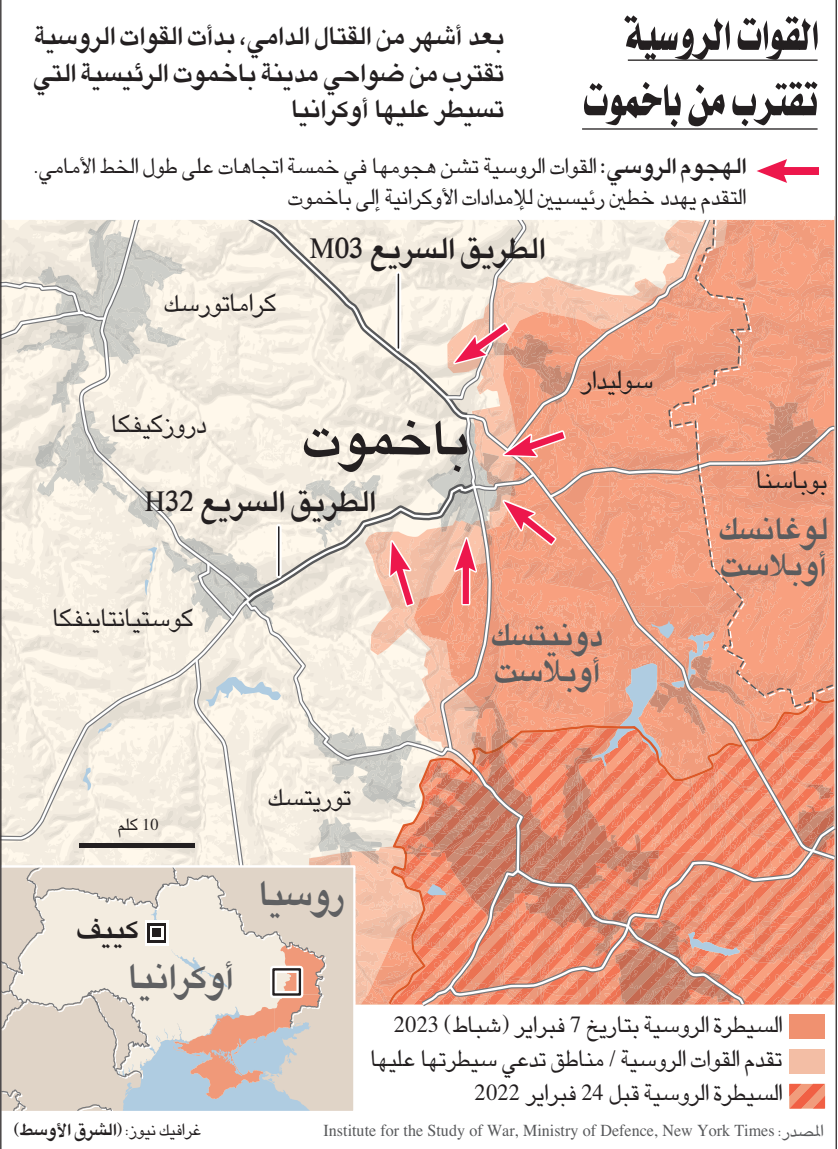 القوات الروسية
تقترب من باخموت
بعد أشهر من القتال الدامي، بدأت القوات الروسية
تقترب من ضواحي مدينة باخموت الرئيسية التي
تسيطر عليها أوكرانيا
الهجوم الروسي: القوات الروسية تشن هجومها في خمسة اتجاهات على طول الخط الأمامي.
التقدم يهدد خطين رئيسيين للإمدادات الأوكرانية إلى باخموت
الطريق السريع M03
كراماتورسك
سوليدار
دروزكيفكا
باخموت
بوباسنا
الطريق السريع H32
لوغانسك
أوبلاست
كوستيانتاينفكا
دونيتسك
أوبلاست
توريتسك
10 كلم
روسيا
كييف
أوكرانيا
السيطرة الروسية بتاريخ 7 فبراير (شباط) 2023
تقدم القوات الروسية / مناطق تدعي سيطرتها عليها
السيطرة الروسية قبل 24 فبراير 2022
المصدر: Institute for the Study of War, Ministry of Defence, New York Times
غرافيك نيوز: (الشرق الأوسط)